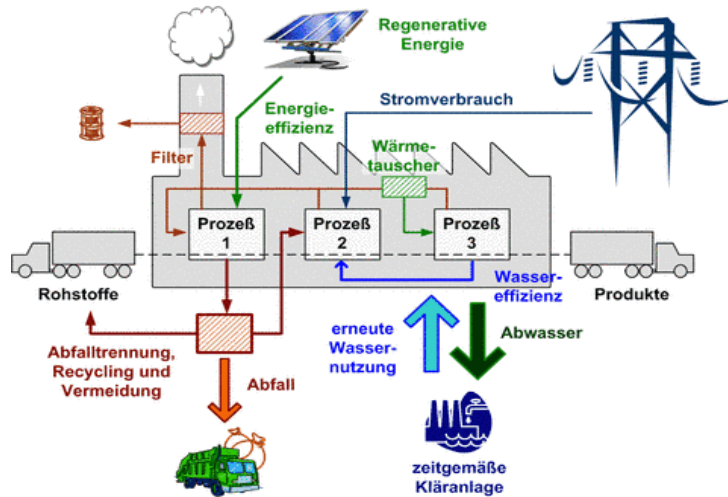 Regenerative
Energie
Stromverbrauch
Energie-
effizienz
Filter
Wärme-
tauscher
Prozeß
1
Prozeß
2
Prozeß
3
Rohstoffe
Wasser-
effizienz
Produkte
Abfalltrennung,
Recycling und
Vermeidung
Abfall
erneute
Wasser-
nutzung
Abwasser
zeitgemäße
Kläranlage